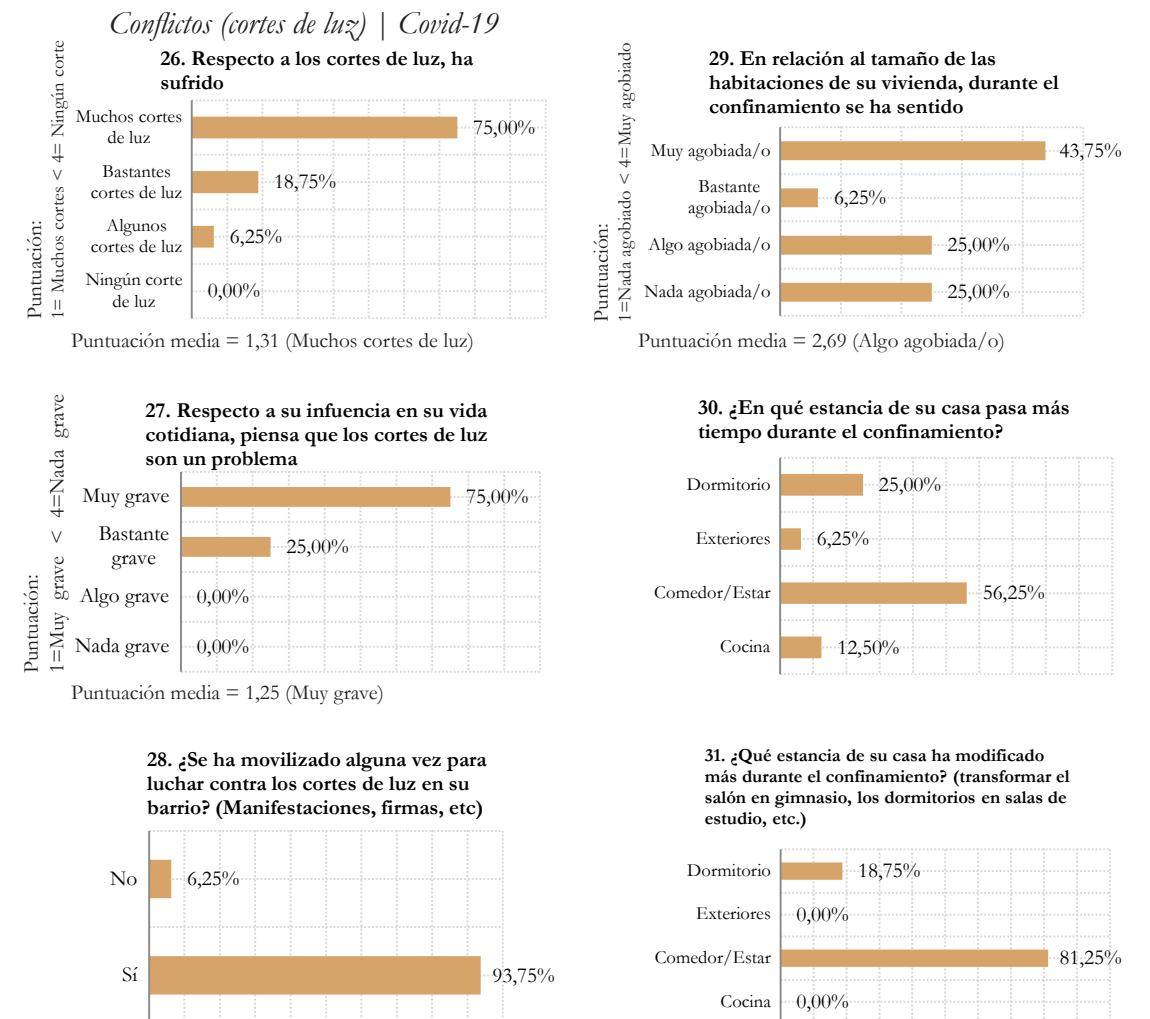 Conflictos (cortes de luz) | Covid-19
Puntuación:
1= Muchos cortes < 4= Ningún corte
26. Respecto a los cortes de luz, ha
sufrido
Muchos cortes
de luz
75,00%
Bastantes
cortes de luz
18,75%
Algunos
cortes de luz
6,25%
Ningún corte
de luz
0,00%
Puntuación media = 1,31 (Muchos cortes de luz)
Puntuación:
1=Muy grave < 4=Nada grave
27. Respecto a su infuencia en su vida
cotidiana, piensa que los cortes de luz
son un problema
Muy grave
75,00%
Bastante
grave
25,00%
Algo grave
0,00%
Nada grave
0,00%
Puntuación media = 1,25 (Muy grave)
28. ¿Se ha movilizado alguna vez para
luchar contra los cortes de luz en su
barrio? (Manifestaciones, firmas, etc)
No
6,25%
Sí
93,75%
Puntuación:
1=Nada agobiado < 4=Muy agobiado
29. En relación al tamaño de las
habitaciones de su vivienda, durante el
confinamiento se ha sentido
Muy agobiada/o
43,75%
Bastante
agobiada/o
6,25%
Algo agobiada/o
25,00%
Nada agobiada/o
25,00%
Puntuación media = 2,69 (Algo agobiada/o)
30. ¿En qué estancia de su casa pasa más
tiempo durante el confinamiento?
Dormitorio
25,00%
Exteriores
6,25%
Comedor/Estar
56,25%
Cocina
12,50%
31. ¿Qué estancia de su casa ha modificado
más durante el confinamiento? (transformar el
salón en gimnasio, los dormitorios en salas de
estudio, etc.)
Dormitorio
18,75%
Exteriores
0,00%
Comedor/Estar
81,25%
Cocina
0,00%